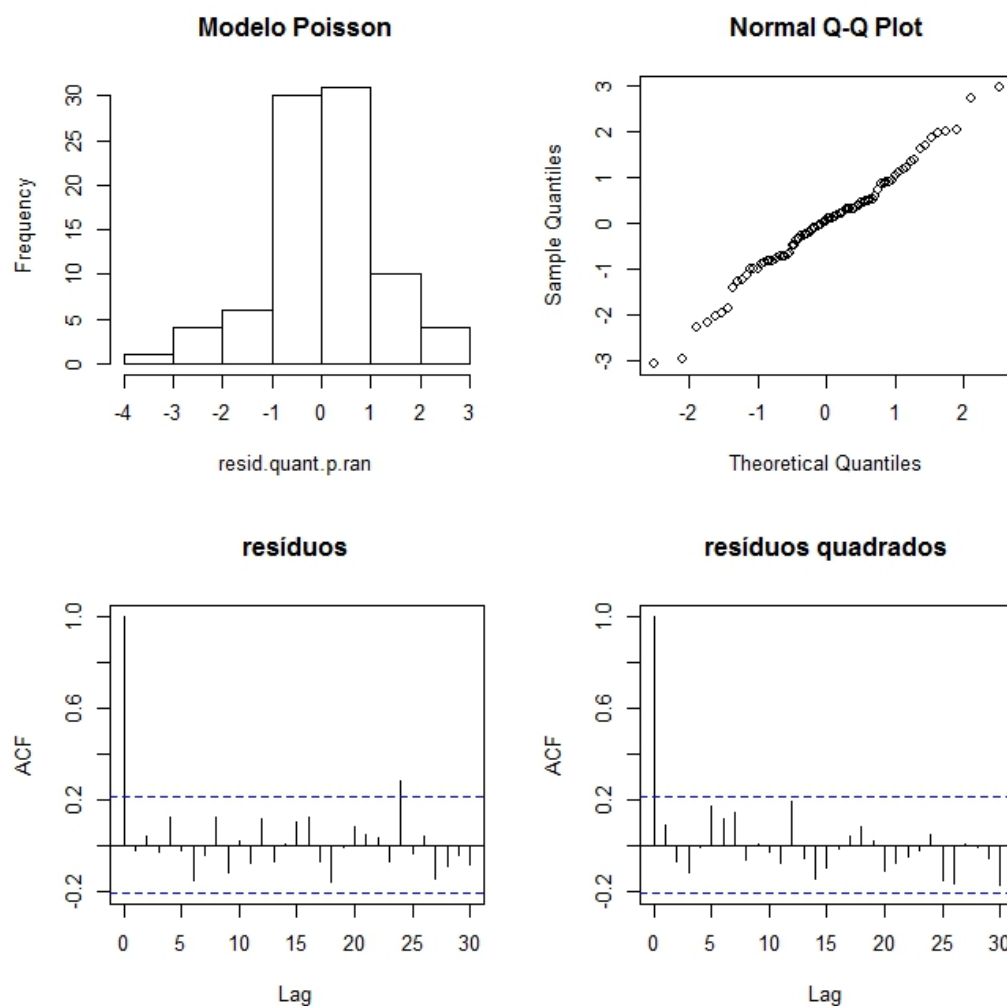 Modelo Poisson
Frequency
0 5 10 15 20 25 30
-4 -3 -2 -1 0 1 2 3
resid.quant.p.ran
Normal Q-Q Plot
Sample Quantiles
-3 -2 -1 0 1 2 3
-2 -1 0 1 2
Theoretical Quantiles
resíduos
ACF
-0.2 0.2 0.6 1.0
0 5 10 15 20 25 30
Lag
resíduos quadrados
ACF
-0.2 0.2 0.6 1.0
0 5 10 15 20 25 30
Lag